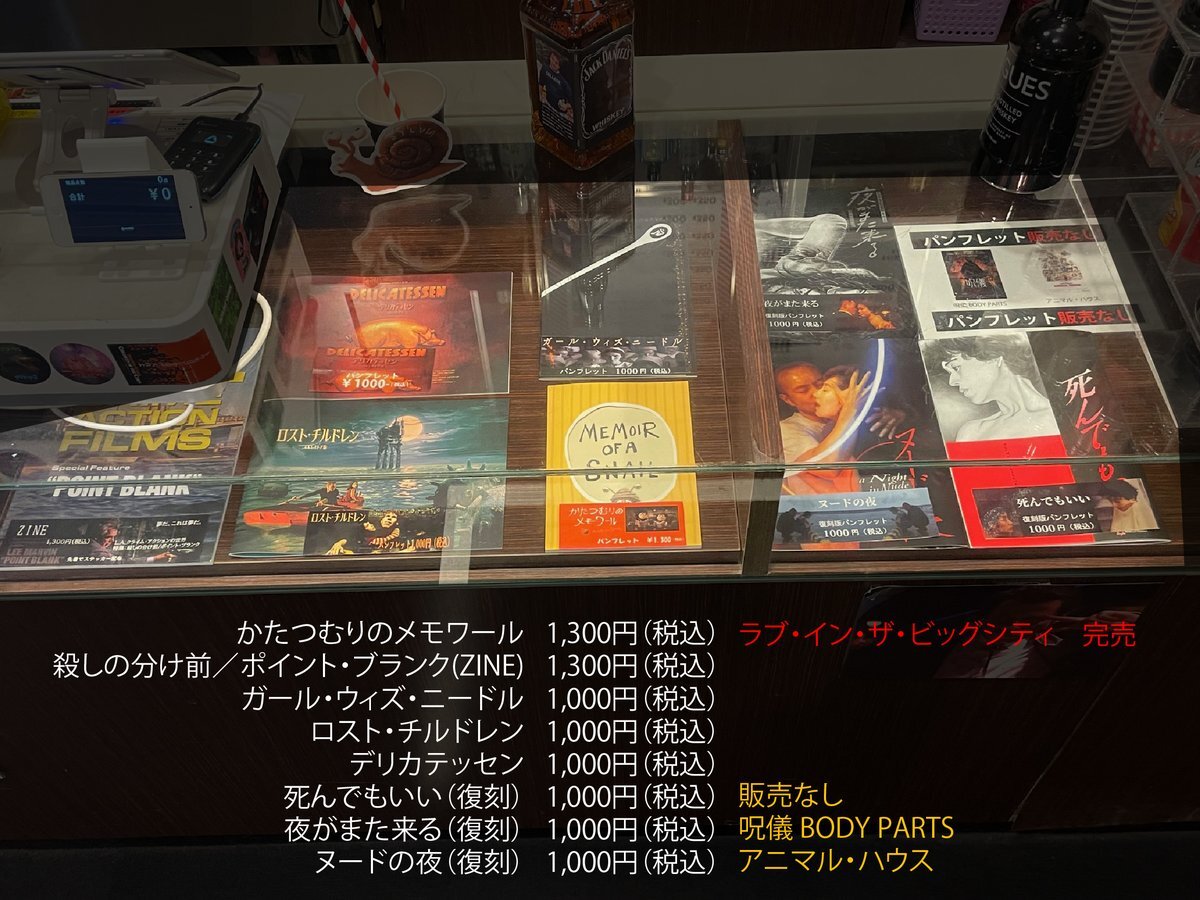 合計
¥0
JACK DANIEL'S
WHISKEY
GUES
DELICATESSEN
DELICATESSEN
デリカテッセン
パンフレット
¥1000-(税込)
ガール・ウィズ・ニードル
パンフレット 1000円(税込)
夜がまた来る
夜がまた来る
復刻版パンフレット
1000円(税込)
パンフレット販売なし
呪儀 BODY PARTS
アニマル・ハウス
パンフレット販売なし
ACTION
FILMS
Special Feature
"POINT BLANK"
ZINE
1,300円(税込)
LEE MARVIN
"POINT BLANK"
ロスト・チルドレン
ロスト・チルドレン
パンフレット1,000円(税込)
MEMOIR
OF A
SNAIL
かたつむりの
メモワール
パンフレット ¥1,300(税込)
a Night
in Nude
ヌードの夜
復刻版パンフレット
1000円(税込)
死んでもいい
死んでもいい
復刻版パンフレット
1000円(税込)
かたつむりのメモワール 1,300円(税込) ラブ・イン・ザ・ビッグシティ 完売
殺しの分け前／ポイント・ブランク(ZINE) 1,300円(税込)
ガール・ウィズ・ニードル 1,000円(税込)
ロスト・チルドレン 1,000円(税込)
デリカテッセン 1,000円(税込)
死んでもいい(復刻) 1,000円(税込) 販売なし
夜がまた来る(復刻) 1,000円(税込) 呪儀 BODY PARTS
ヌードの夜(復刻) 1,000円(税込) アニマル・ハウス